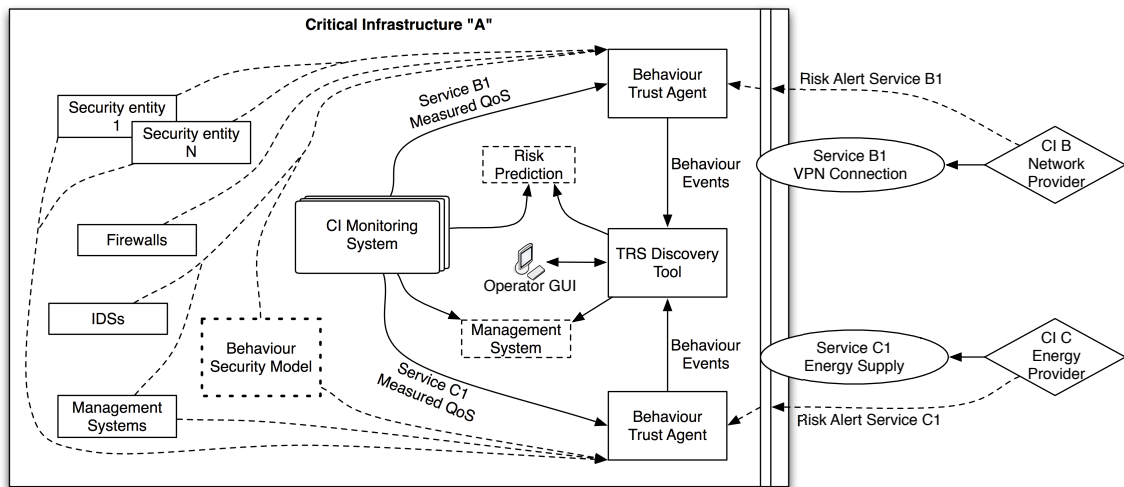 Critical Infrastructure "A"
Security entity
1
Security entity
N
Firewalls
IDSs
Management
Systems
Behaviour
Security Model
Service B1
Measured QoS
CI Monitoring
System
Service C1
Measured QoS
Risk
Prediction
Operator GUI
Management
System
Behaviour
Trust Agent
Behaviour
Events
TRS Discovery
Tool
Behaviour
Events
Behaviour
Trust Agent
Risk Alert Service B1
Service B1
VPN Connection
CI B
Network
Provider
Service C1
Energy Supply
CI C
Energy
Provider
Risk Alert Service C1